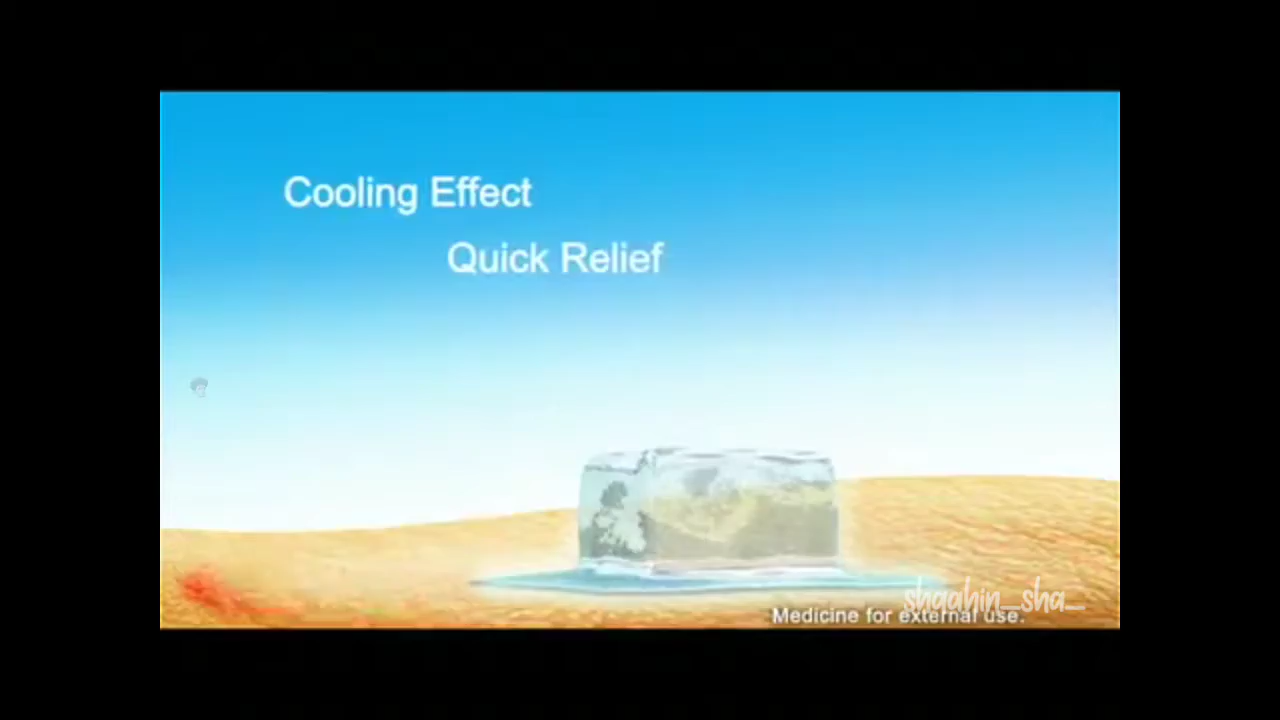 Cooling Effect
Quick Relief
shaahin_sha_
Medicine for external use.